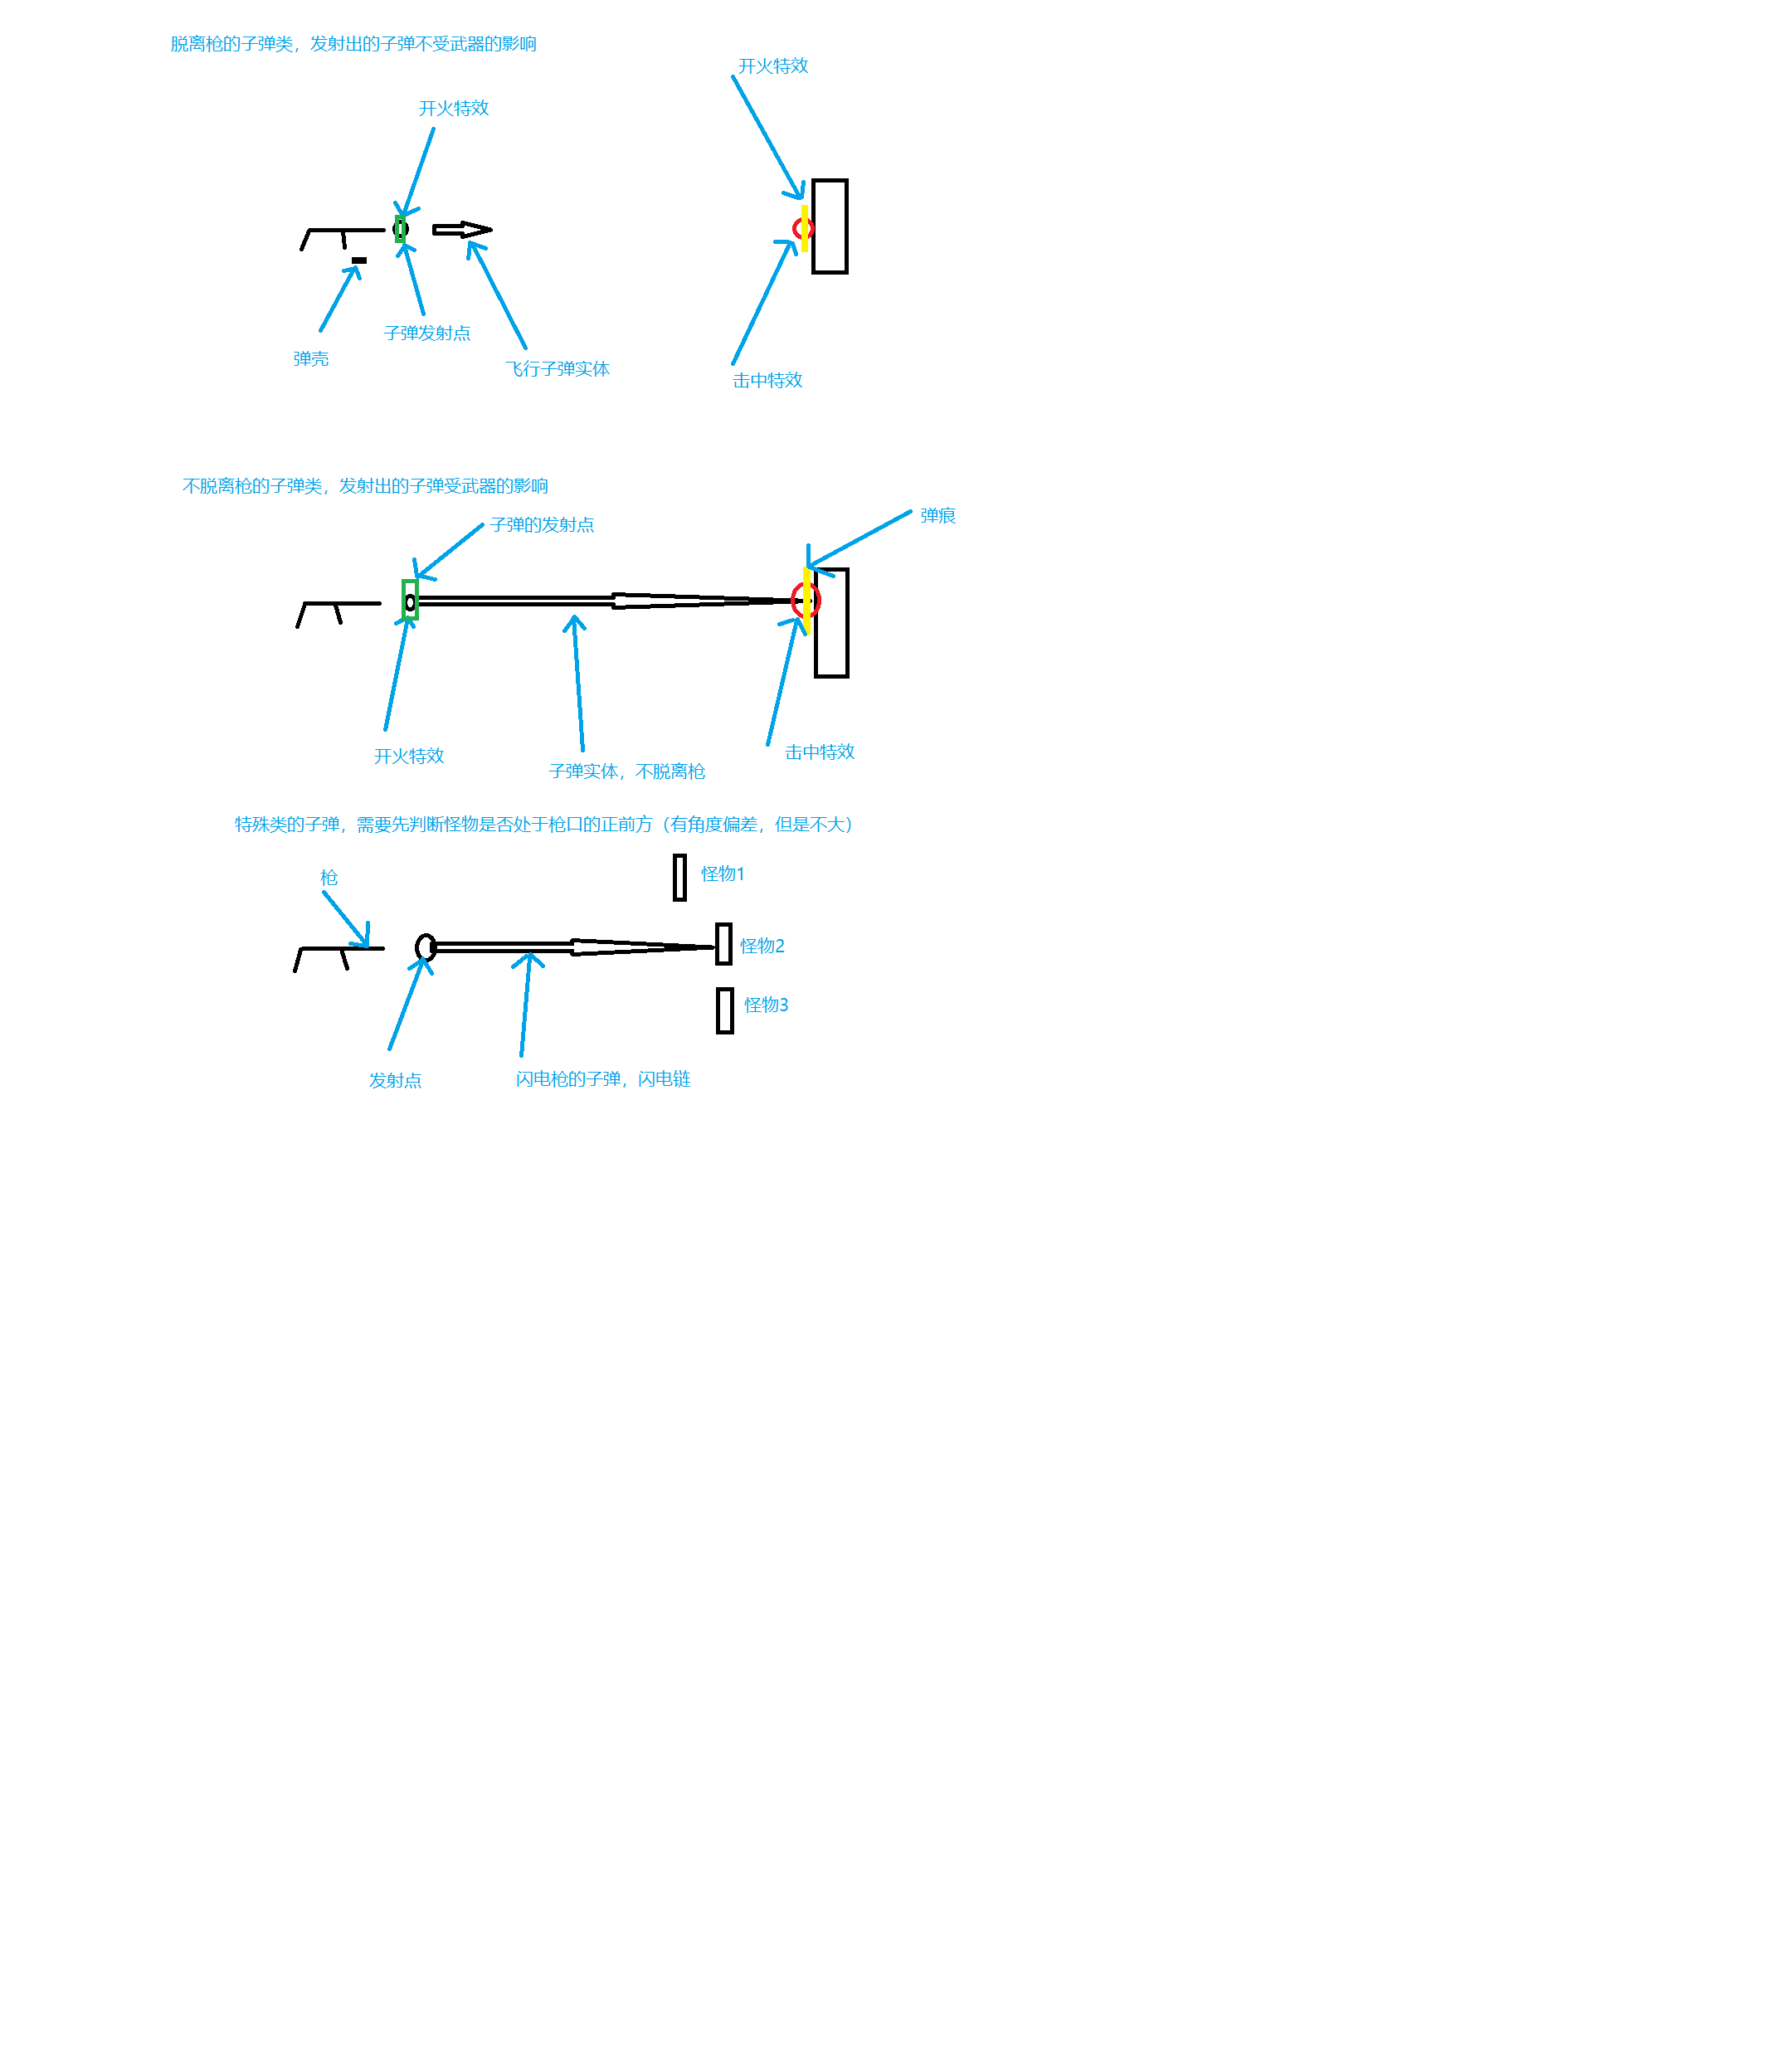 脱离枪的子弹类，发射出的子弹不受武器的影响
开火特效
开火特效
子弹发射点
弹壳
飞行子弹实体
击中特效
不脱离枪的子弹类，发射出的子弹受武器的影响
弹痕
子弹的发射点
击中特效
开火特效
子弹实体，不脱离枪
特殊类的子弹，需要先判断怪物是否处于枪口的正前方（有角度偏差，但是不大）
怪物1
枪
怪物2
怪物3
发射点
闪电枪的子弹，闪电链